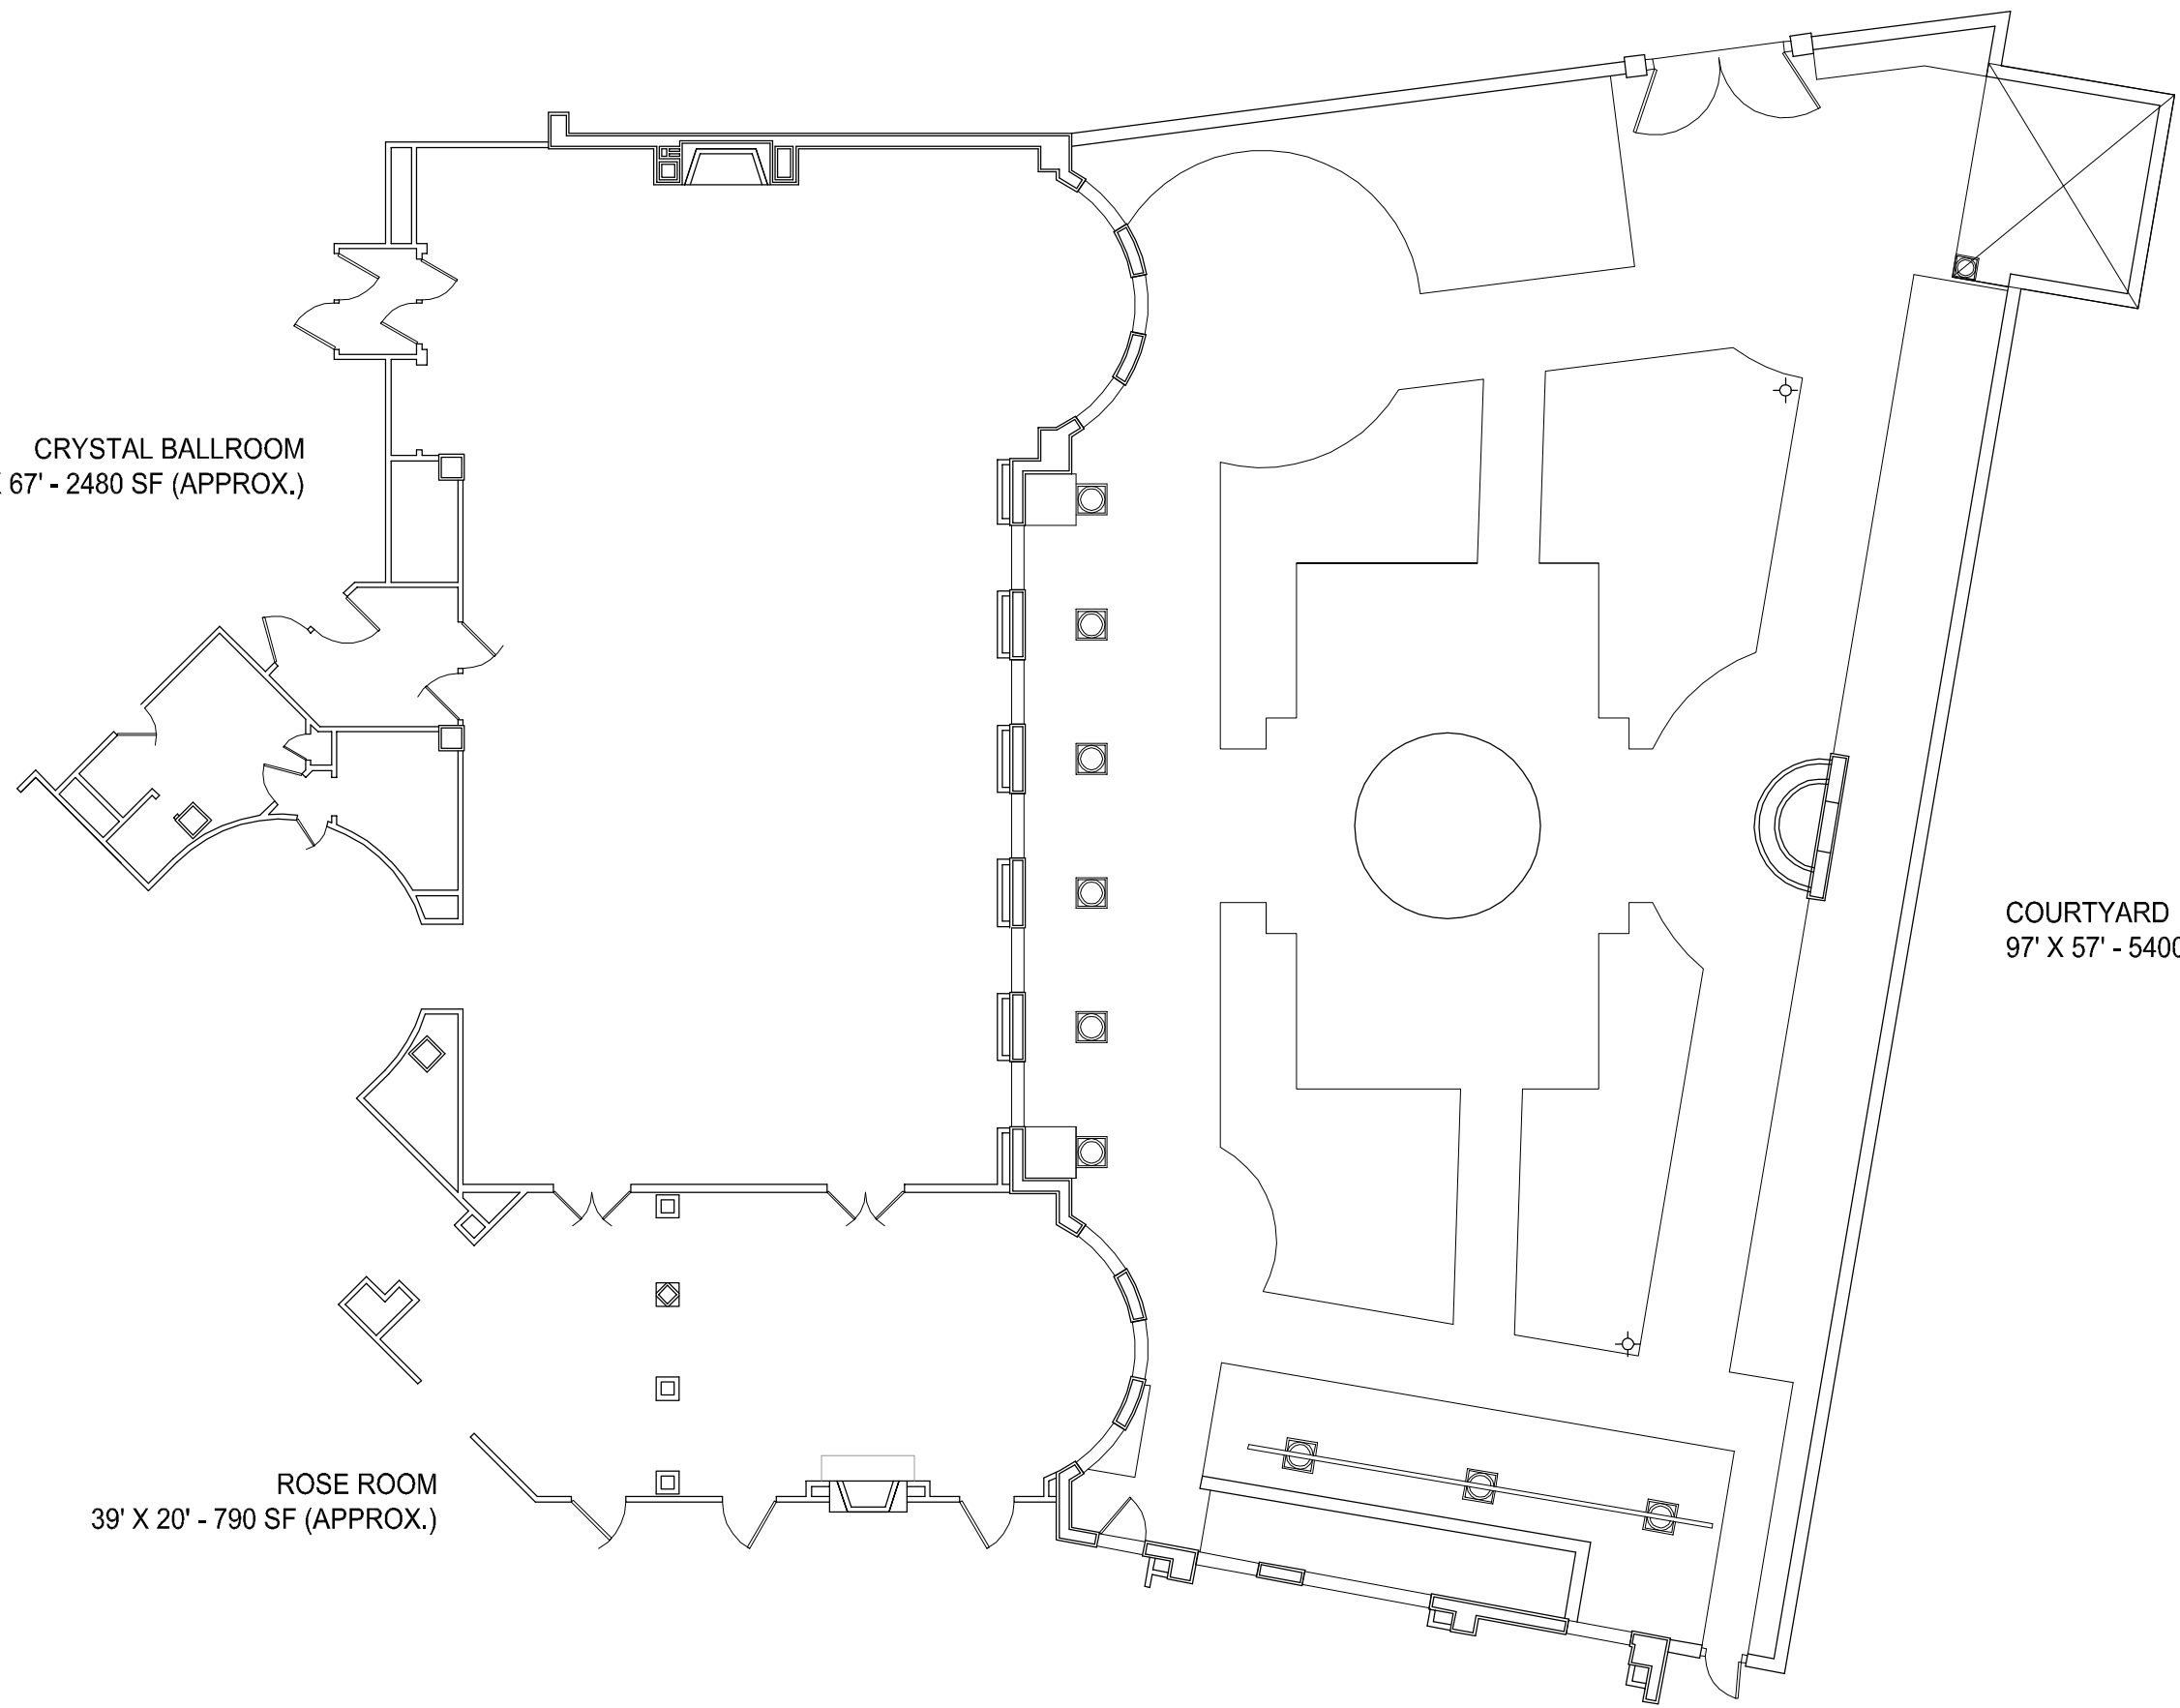 CRYSTAL BALLROOM
X 67' - 2480 SF (APPROX.)
COURTYARD
97' X 57' - 5400
ROSE ROOM
39' X 20' - 790 SF (APPROX.)